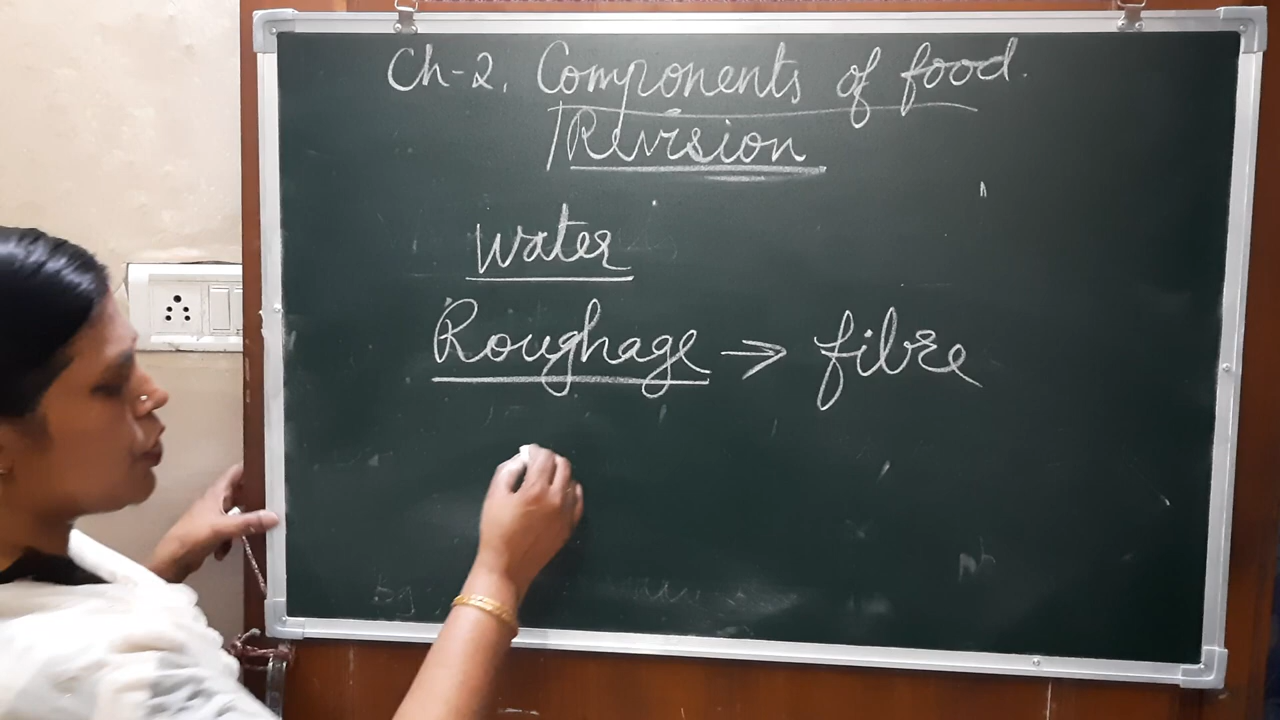 Ch-2. Components of food.
Revision
Water
Roughage → fibre